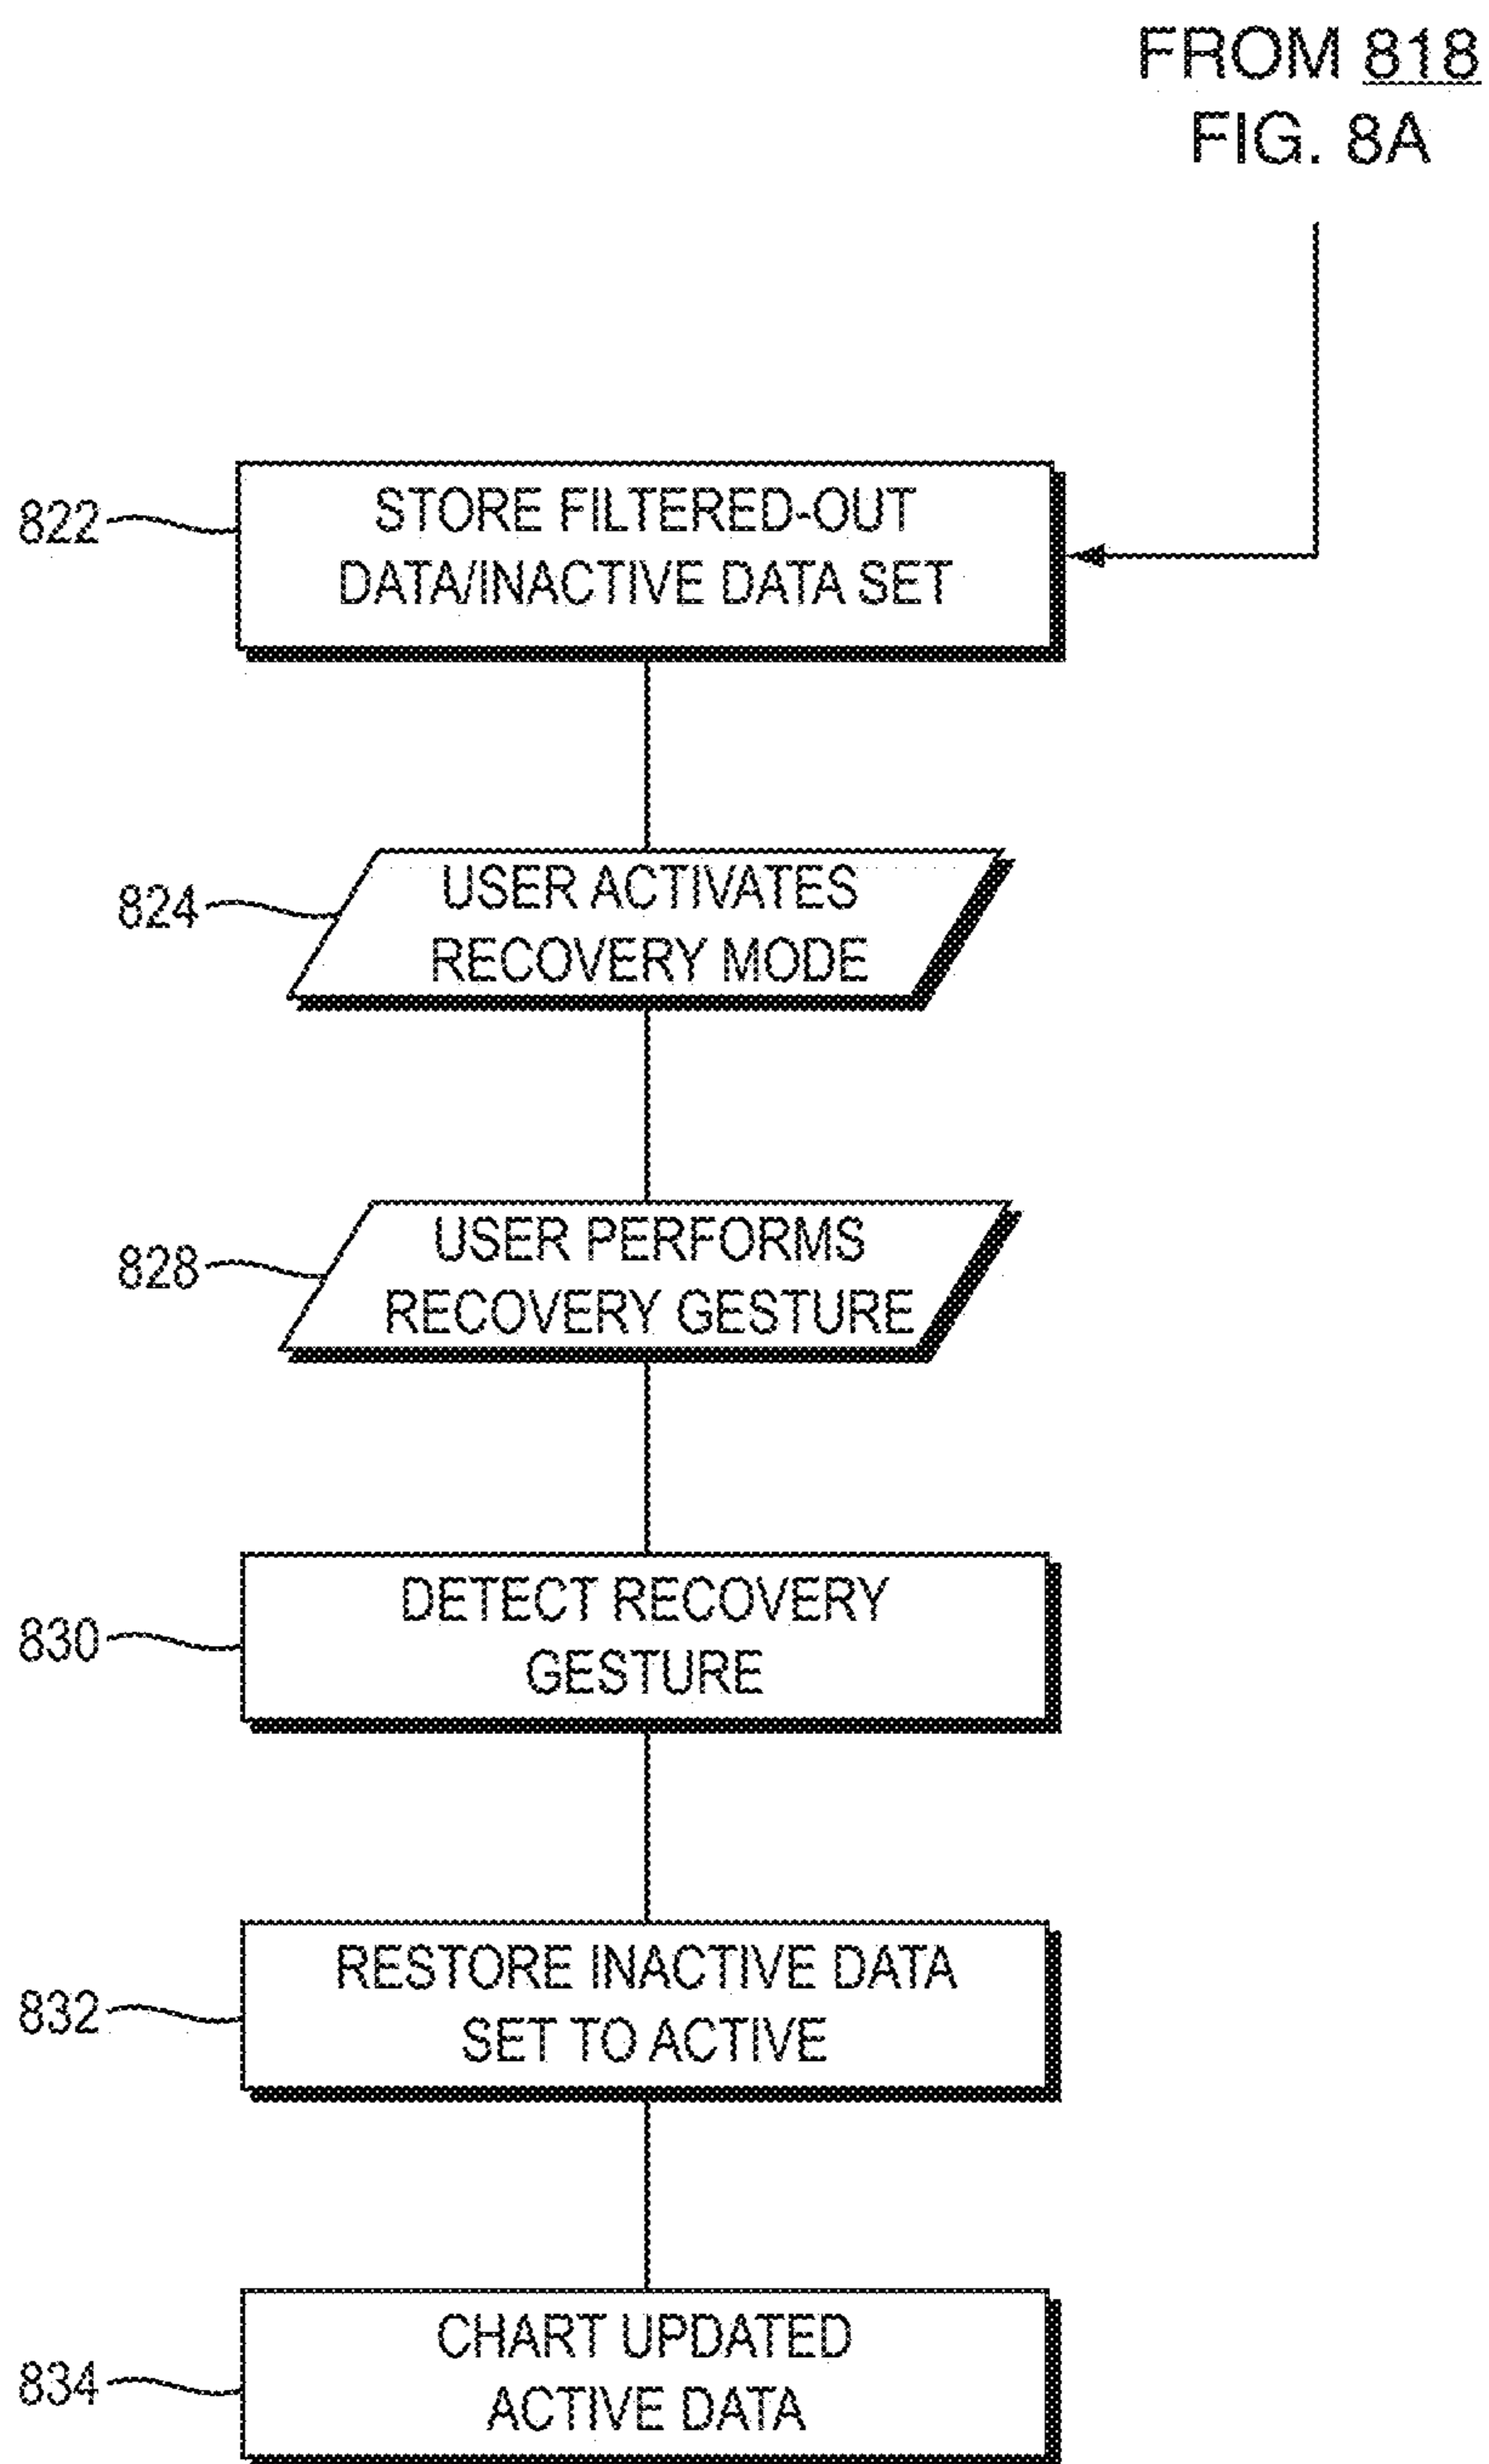 FROM 818
FIG. 8A
822
STORE FILTERED-OUT
DATA/INACTIVE DATA SET
824
USER ACTIVATES
RECOVERY MODE
828
USER PERFORMS
RECOVERY GESTURE
830
DETECT RECOVERY
GESTURE
832
RESTORE INACTIVE DATA
SET TO ACTIVE
834
CHART UPDATED
ACTIVE DATA